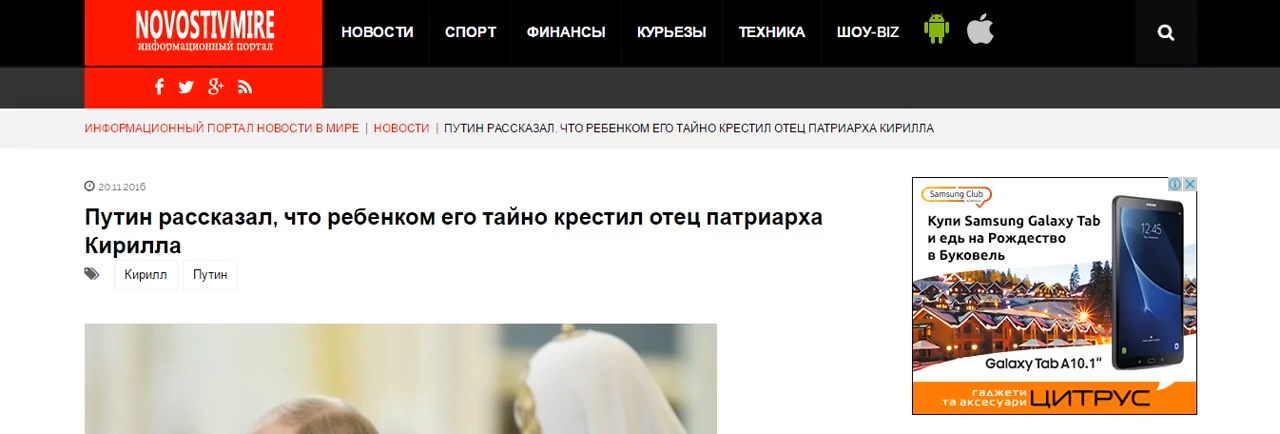 NOVOSTIVMIRE
информационный портал
НОВОСТИ СПОРТ ФИНАНСЫ КУРЬЕЗЫ ТЕХНИКА ШОУ-BIZ
ИНФОРМАЦИОННЫЙ ПОРТАЛ НОВОСТИ В МИРЕ | НОВОСТИ | ПУТИН РАССКАЗАЛ, ЧТО РЕБЕНКОМ ЕГО ТАЙНО КРЕСТИЛ ОТЕЦ ПАТРИАРХА КИРИЛЛА
20.11.2016
Путин рассказал, что ребенком его тайно крестил отец патриарха
Кирилла
Кирилл Путин
Samsung Club
Купи Samsung Galaxy Tab
и едь на Рождество
в Буковель
12:45
Galaxy Tab A 10.1"
гаджети
та аксесуари ЦИТРУС